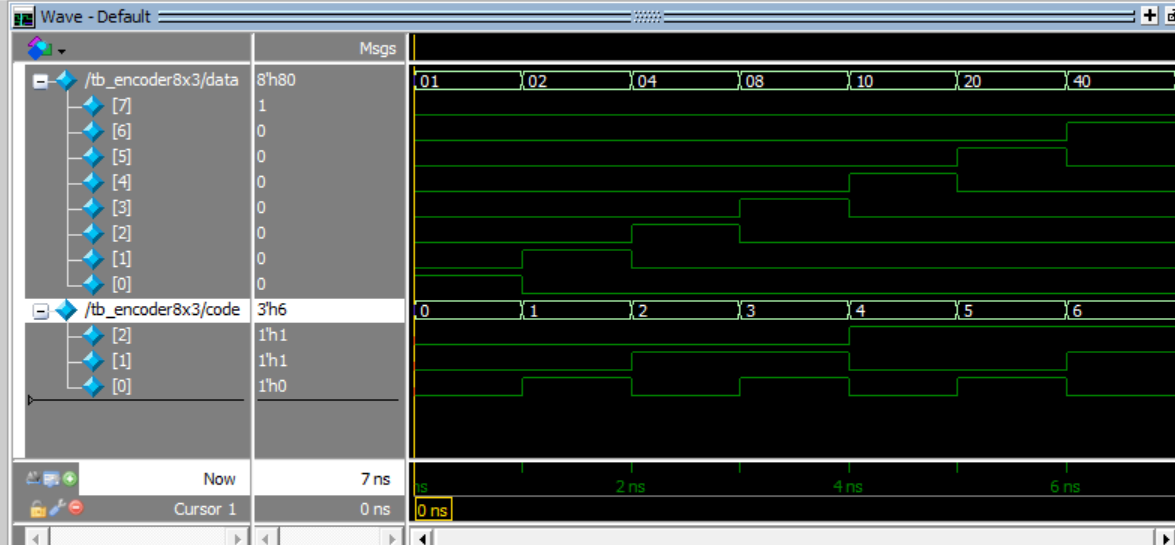 Wave - Default
Msgs
/tb_encoder8x3/data 8'h80 01 02 04 08 10 20 40
[7] 1
[6] 0
[5] 0
[4] 0
[3] 0
[2] 0
[1] 0
[0] 0
/tb_encoder8x3/code 3'h6 0 1 2 3 4 5 6
[2] 1'h1
[1] 1'h1
[0] 1'h0
Now 7 ns ns 2 ns 4 ns 6 ns
Cursor 1 0 ns 0 ns